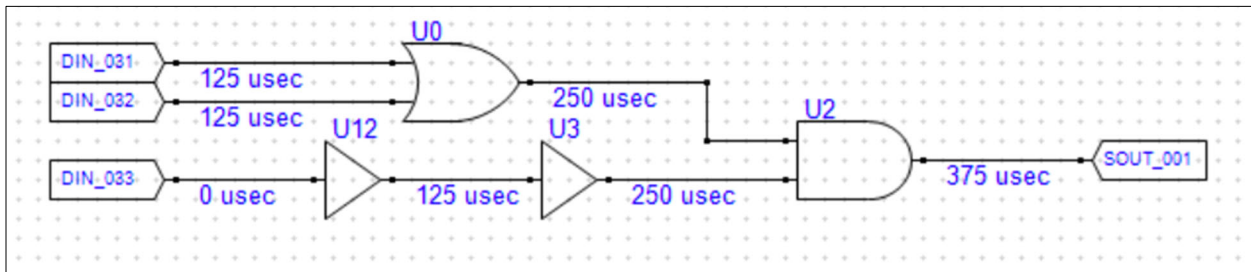 U0
DIN_031
125 usec
DIN_032
125 usec
250 usec
U12
U3
U2
DIN_033
0 usec
125 usec
250 usec
375 usec
SOUT_001